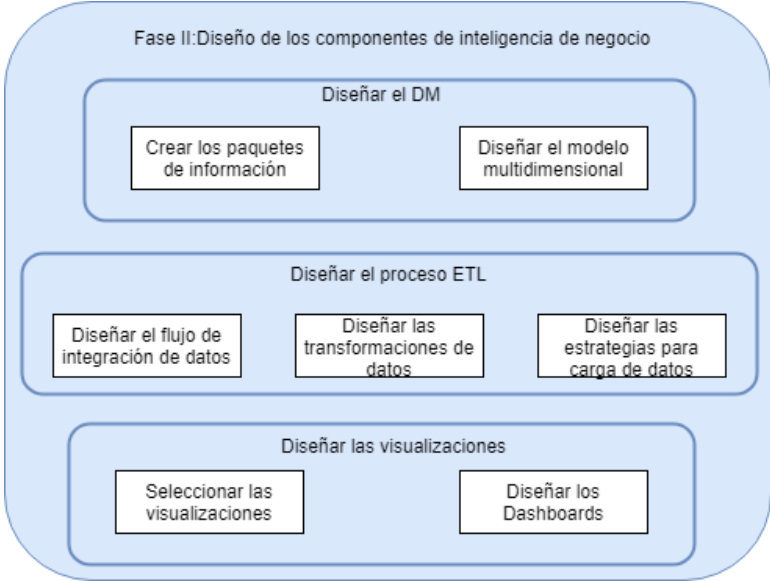 Fase II:Diseño de los componentes de inteligencia de negocio
Diseñar el DM
Crear los paquetes
de información
Diseñar el modelo
multidimensional
Diseñar el proceso ETL
Diseñar el flujo de
integración de datos
Diseñar las
transformaciones de
datos
Diseñar las
estrategias para
carga de datos
Diseñar las visualizaciones
Seleccionar las
visualizaciones
Diseñar los
Dashboards